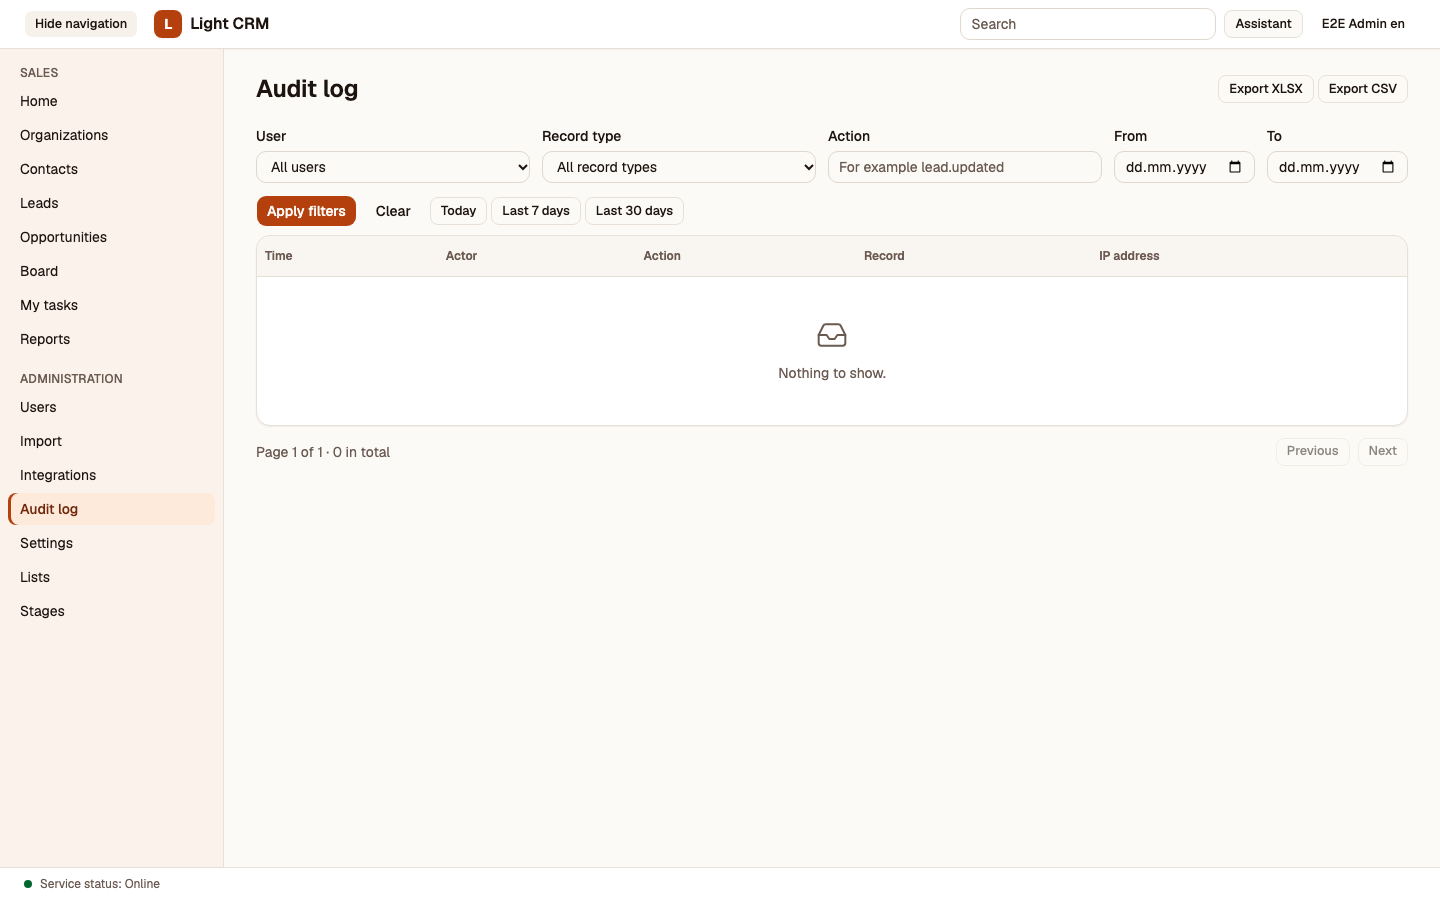 Hide navigation
L
Light CRM
Search
Assistant
E2E Admin en
SALES
Home
Organizations
Contacts
Leads
Opportunities
Board
My tasks
Reports
ADMINISTRATION
Users
Import
Integrations
Audit log
Settings
Lists
Stages
Audit log
Export XLSX
Export CSV
User
Record type
Action
From
To
All users
All record types
For example lead.updated
dd.mm.yyyy
dd.mm.yyyy
Apply filters
Clear
Today
Last 7 days
Last 30 days
Time
Actor
Action
Record
IP address
Nothing to show.
Page 1 of 1 · 0 in total
Previous
Next
Service status: Online